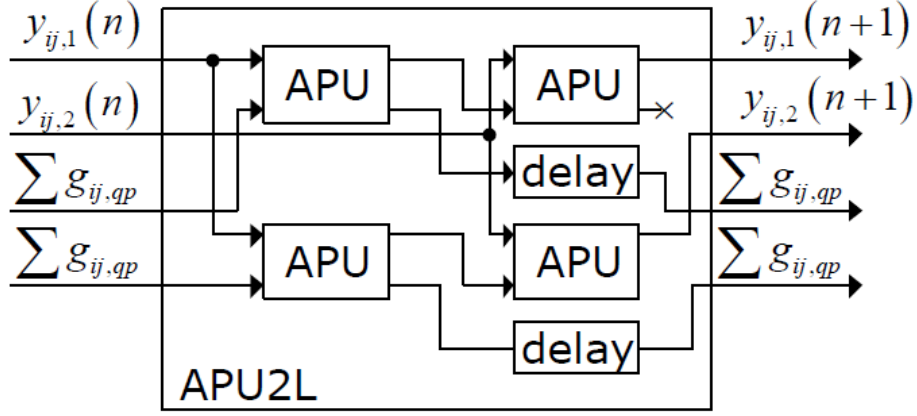 y_{ij,1}(n)
y_{ij,1}(n+1)
APU
APU
y_{ij,2}(n)
y_{ij,2}(n+1)
∑ g_{ij,qp}
delay
∑ g_{ij,qp}
∑ g_{ij,qp}
APU
APU
∑ g_{ij,qp}
delay
APU2L